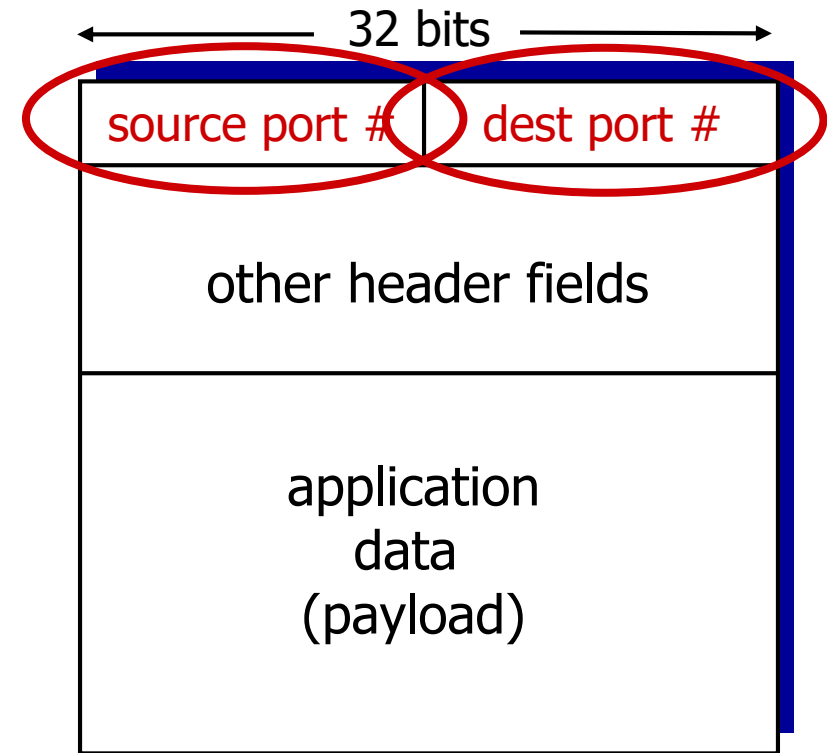 32 bits
source port # dest port #
other header fields
application
data
(payload)